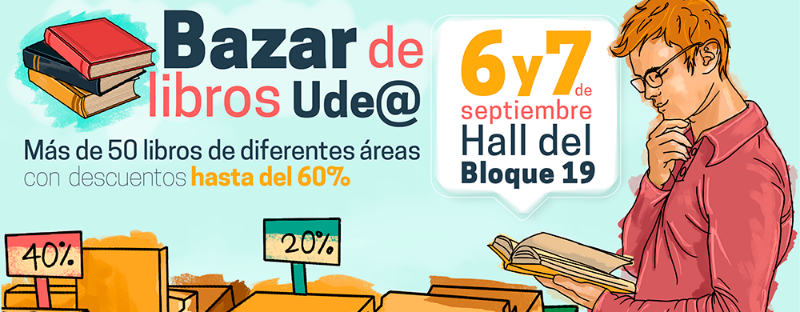 Bazar de
libros Ude@
Más de 50 libros de diferentes áreas
con descuentos hasta del 60%
6 y 7 de
septiembre
Hall del
Bloque 19
40%
20%